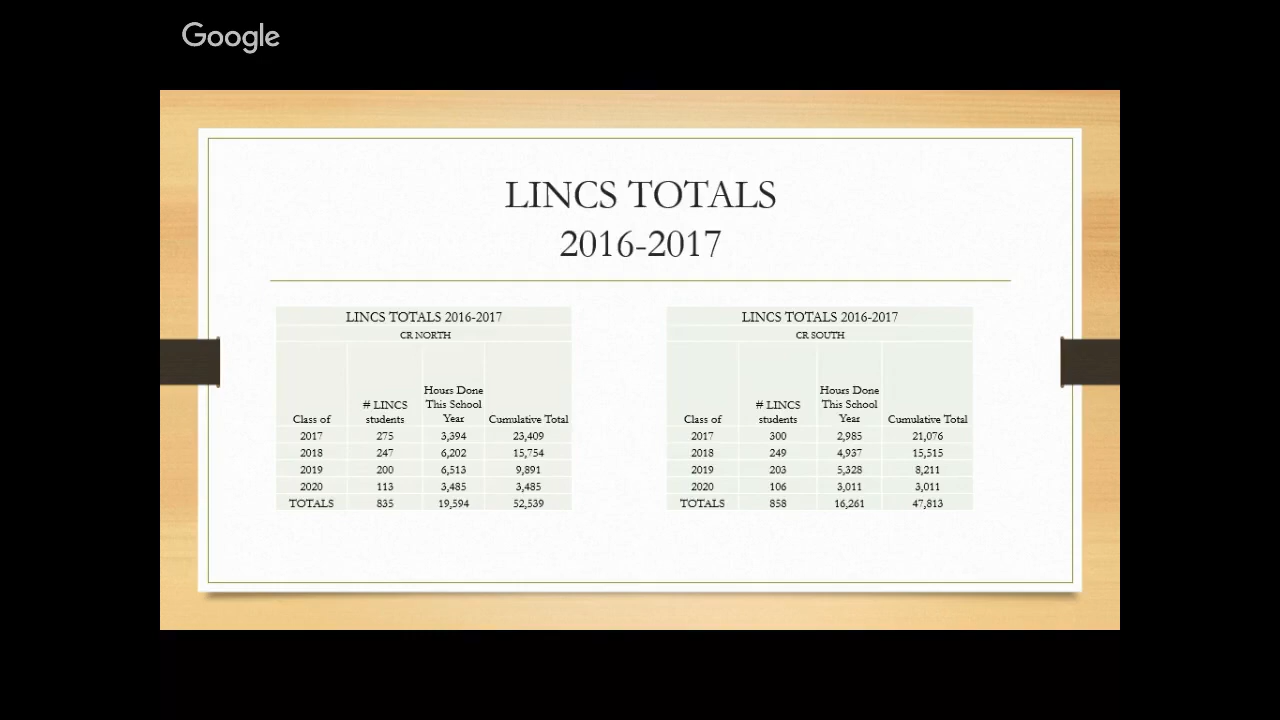 Google
LINCS TOTALS
2016-2017
LINCS TOTALS 2016-2017
CR NORTH
Class of # LINCS students Hours Done This School Year Cumulative Total
2017 275 3,394 23,409
2018 247 6,202 15,754
2019 200 6,513 9,891
2020 113 3,485 3,485
TOTALS 835 19,594 52,539
LINCS TOTALS 2016-2017
CR SOUTH
Class of # LINCS students Hours Done This School Year Cumulative Total
2017 300 2,985 21,076
2018 249 4,937 15,515
2019 203 5,328 8,211
2020 106 3,011 3,011
TOTALS 858 16,261 47,813